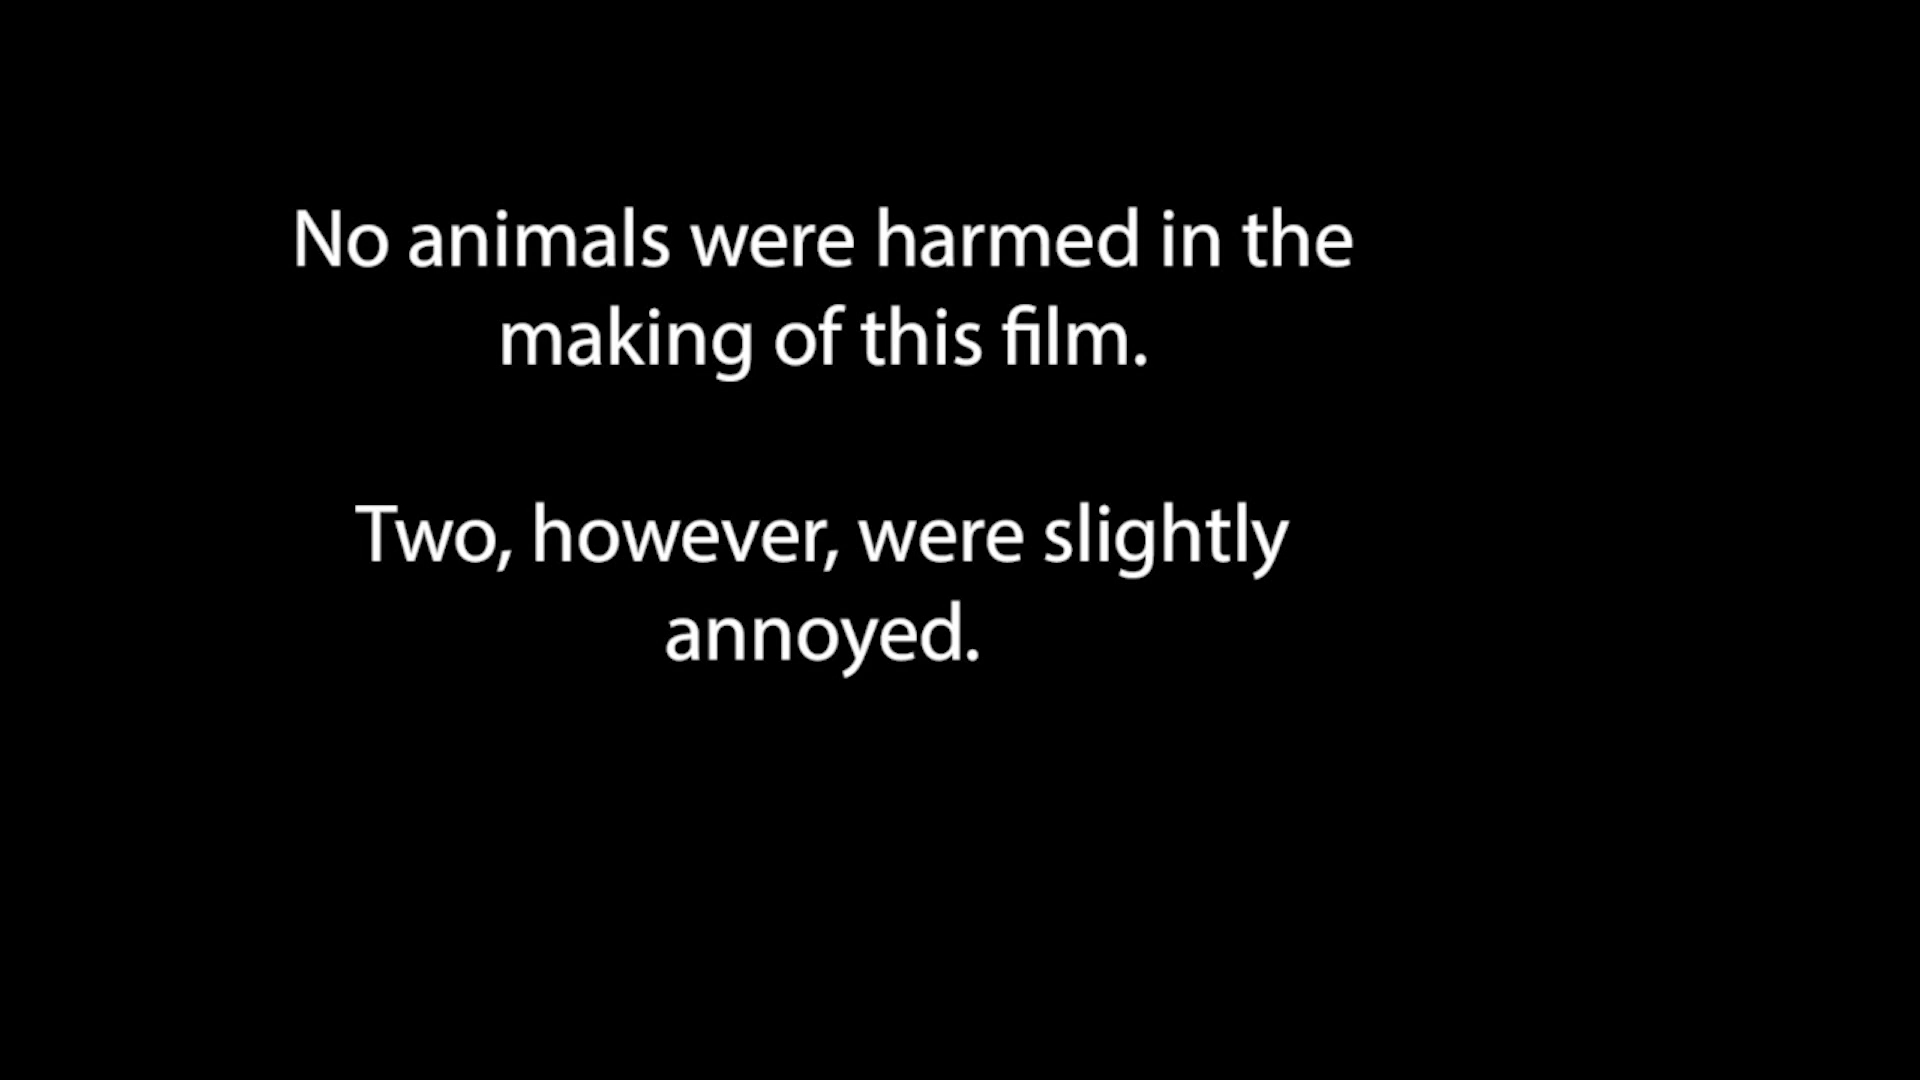 No animals were harmed in the
making of this film.
Two, however, were slightly
annoyed.